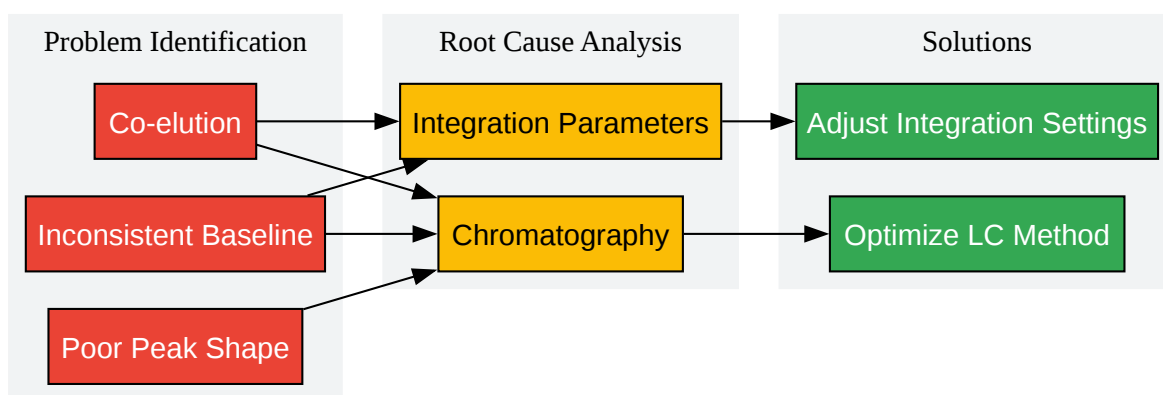 Problem Identification
Co-elution
Inconsistent Baseline
Poor Peak Shape
Root Cause Analysis
Integration Parameters
Chromatography
Solutions
Adjust Integration Settings
Optimize LC Method